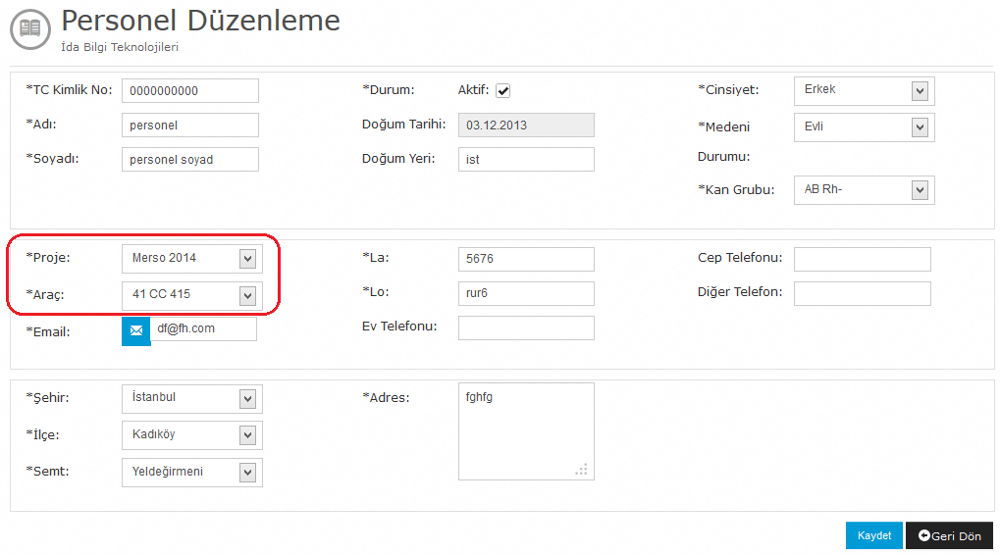 Personel Düzenleme
İda Bilgi Teknolojileri
*TC Kimlik No: 0000000000
*Adı: personel
*Soyadı: personel soyad
*Durum: Aktif:
Doğum Tarihi: 03.12.2013
Doğum Yeri: ist
*Cinsiyet: Erkek
*Medeni Evli
Durumu:
*Kan Grubu: AB Rh-
*Proje: Merso 2014
*Araç: 41 CC 415
*Email: df@fh.com
*La: 5676
*Lo: rur6
Ev Telefonu:
Cep Telefonu:
Diğer Telefon:
*Şehir: İstanbul
*İlçe: Kadıköy
*Semt: Yeldeğirmeni
*Adres: fghfg
Kaydet
Geri Dön